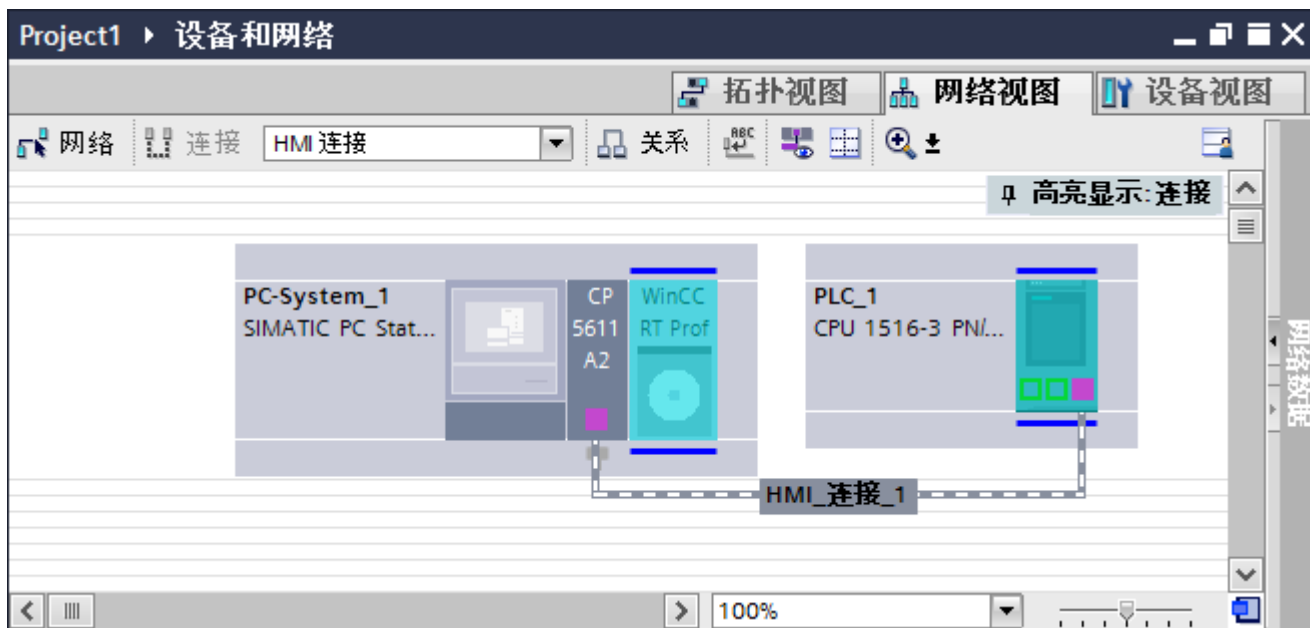 Project1 ▸ 设备和网络
拓扑视图 网络视图 设备视图
网络 连接 HMI 连接 关系 ABC
高亮显示:连接
PC-System_1
SIMATIC PC Stat...
CP
5611
A2
WinCC
RT Prof
PLC_1
CPU 1516-3 PN/...
HMI_连接_1
网络数据
100%